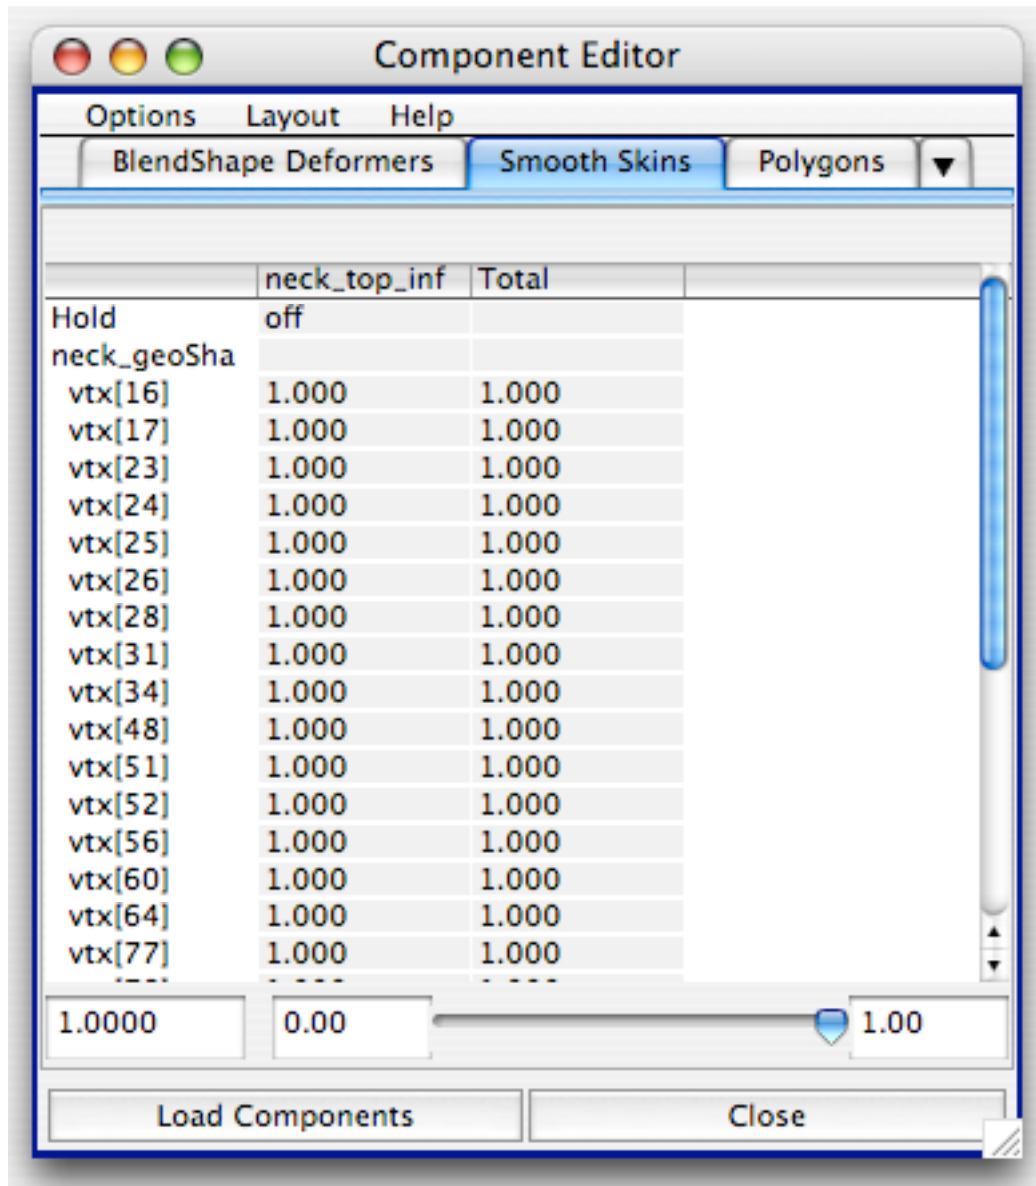 Component Editor
Options Layout Help
BlendShape Deformers Smooth Skins Polygons
neck_top_inf Total
Hold off
neck_geoSha
vtx[16] 1.000 1.000
vtx[17] 1.000 1.000
vtx[23] 1.000 1.000
vtx[24] 1.000 1.000
vtx[25] 1.000 1.000
vtx[26] 1.000 1.000
vtx[28] 1.000 1.000
vtx[31] 1.000 1.000
vtx[34] 1.000 1.000
vtx[48] 1.000 1.000
vtx[51] 1.000 1.000
vtx[52] 1.000 1.000
vtx[56] 1.000 1.000
vtx[60] 1.000 1.000
vtx[64] 1.000 1.000
vtx[77] 1.000 1.000
1.0000 0.00 1.00
Load Components Close